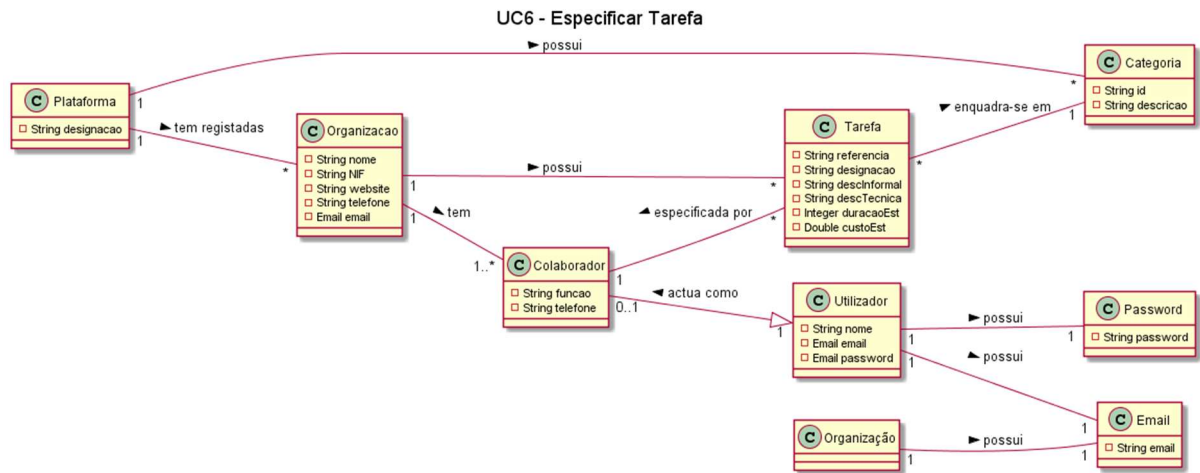 UC6 - Especificar Tarefa
► possui
C Categoria
String id
String descricao
1
*
C Plataforma
String designacao
1
1
► tem registadas
*
C Organizacao
String nome
String NIF
String website
String telefone
Email email
1
1
► possui
*
► tem
1..*
C Tarefa
String referencia
String designacao
String descInformal
String descTecnica
Integer duracaoEst
Double custoEst
► enquadra-se em
*
1
◄ especificada por
*
1
C Colaborador
String funcao
String telefone
◄ actua como
0..1
1
C Utilizador
String nome
Email email
Email password
1
1
► possui
1
► possui
1
C Password
String password
C Organização
1
► possui
1
C Email
String email